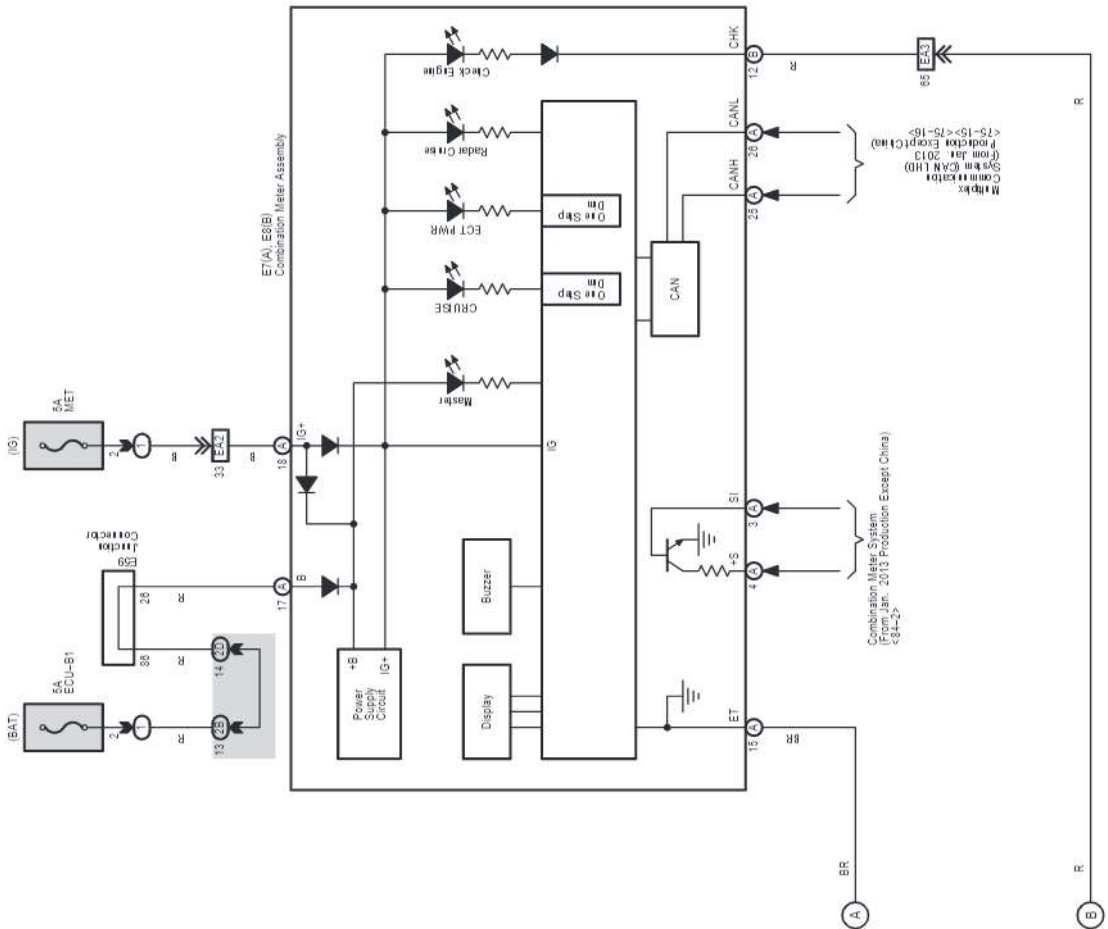 (IG)
5A
MET
2
1
B
33
EA2
B
18
A
IG+
E7(A), E8(B)
Combination Meter Assembly
(BAT)
5A
ECU-B1
2
1
R
13
2B
14
2D
R
E59
Junction
Connector
26
R
17
A
B
+B
IG+
Power
Supply
Circuit
Display
Buzzer
IG
Master
CRUISE
ECT PWR
Radar Cruise
Check Engine
One Step
Dim
One Step
Dim
CAN
CANH
25
A
CANL
26
A
CHK
12
B
R
65
EA3
Multiplex
Communication
System (CAN LHD)
(From Jan. 2013
Production Except China)
<75-15><75-16>
SI
3
A
+S
4
A
Combination Meter System
(From Jan. 2013 Production Except China)
<84-2>
ET
A
BR
BR
A
R
R
B